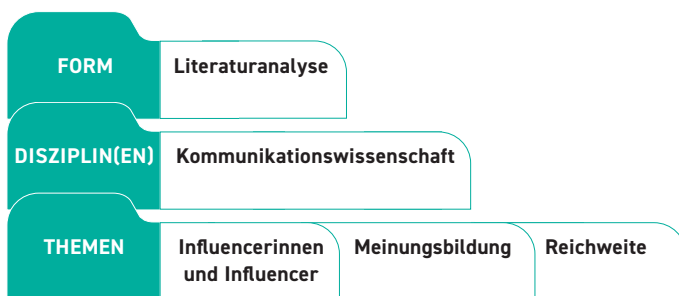 FORM
Literaturanalyse
DISZIPLIN(EN)
Kommunikationswissenschaft
THEMEN
Influencerinnen
und Influencer
Meinungsbildung
Reichweite